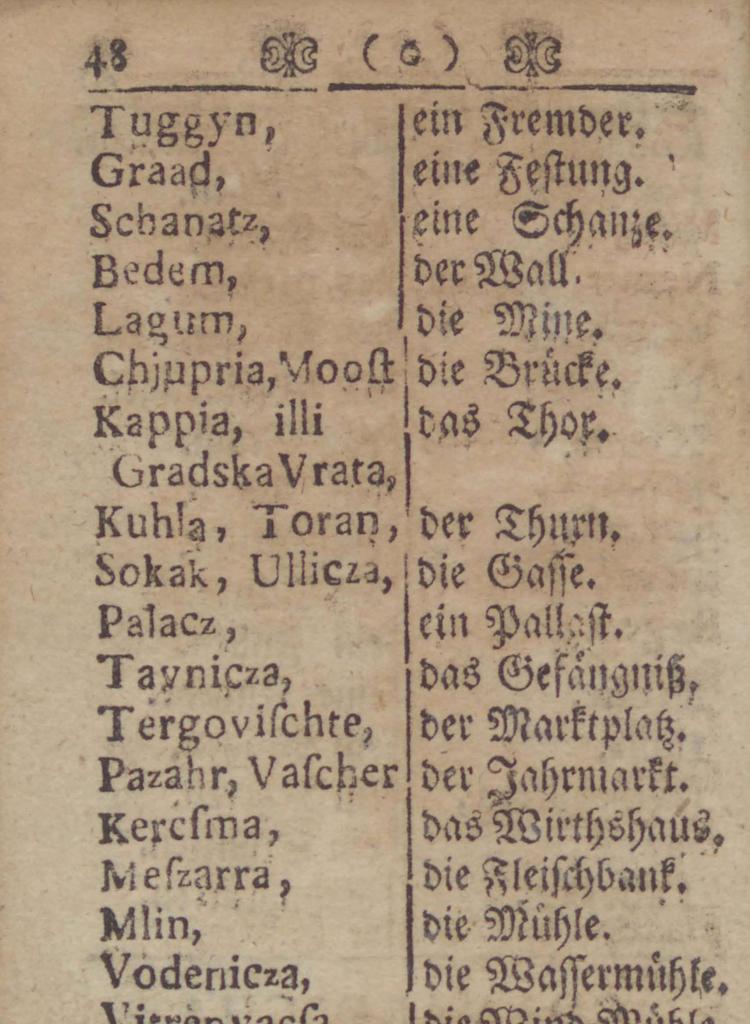 48 ( o )
Tuggyn, ein Fremder.
Graad, eine Festung.
Schanatz, eine Schanze.
Bedem, der Wall.
Lagum, die Mine.
Chjupria, Mooſt die Brücke.
Kappia, illi das Thor.
Gradska Vrata,
Kuhla, Toran, der Thurn.
Sokak, Ullicza, die Gaſſe.
Palacz, ein Pallaſt.
Taynicza, das Gefängniß.
Tergoviſchte, der Marktplatz.
Pazahr, Vaſcher der Jahrmarkt.
Kercſma, das Wirthshaus.
Meſzarra, die Fleiſchbank.
Mlin, die Mühle.
Vodenicza, die Waſſermühle.
die Wind Mühle